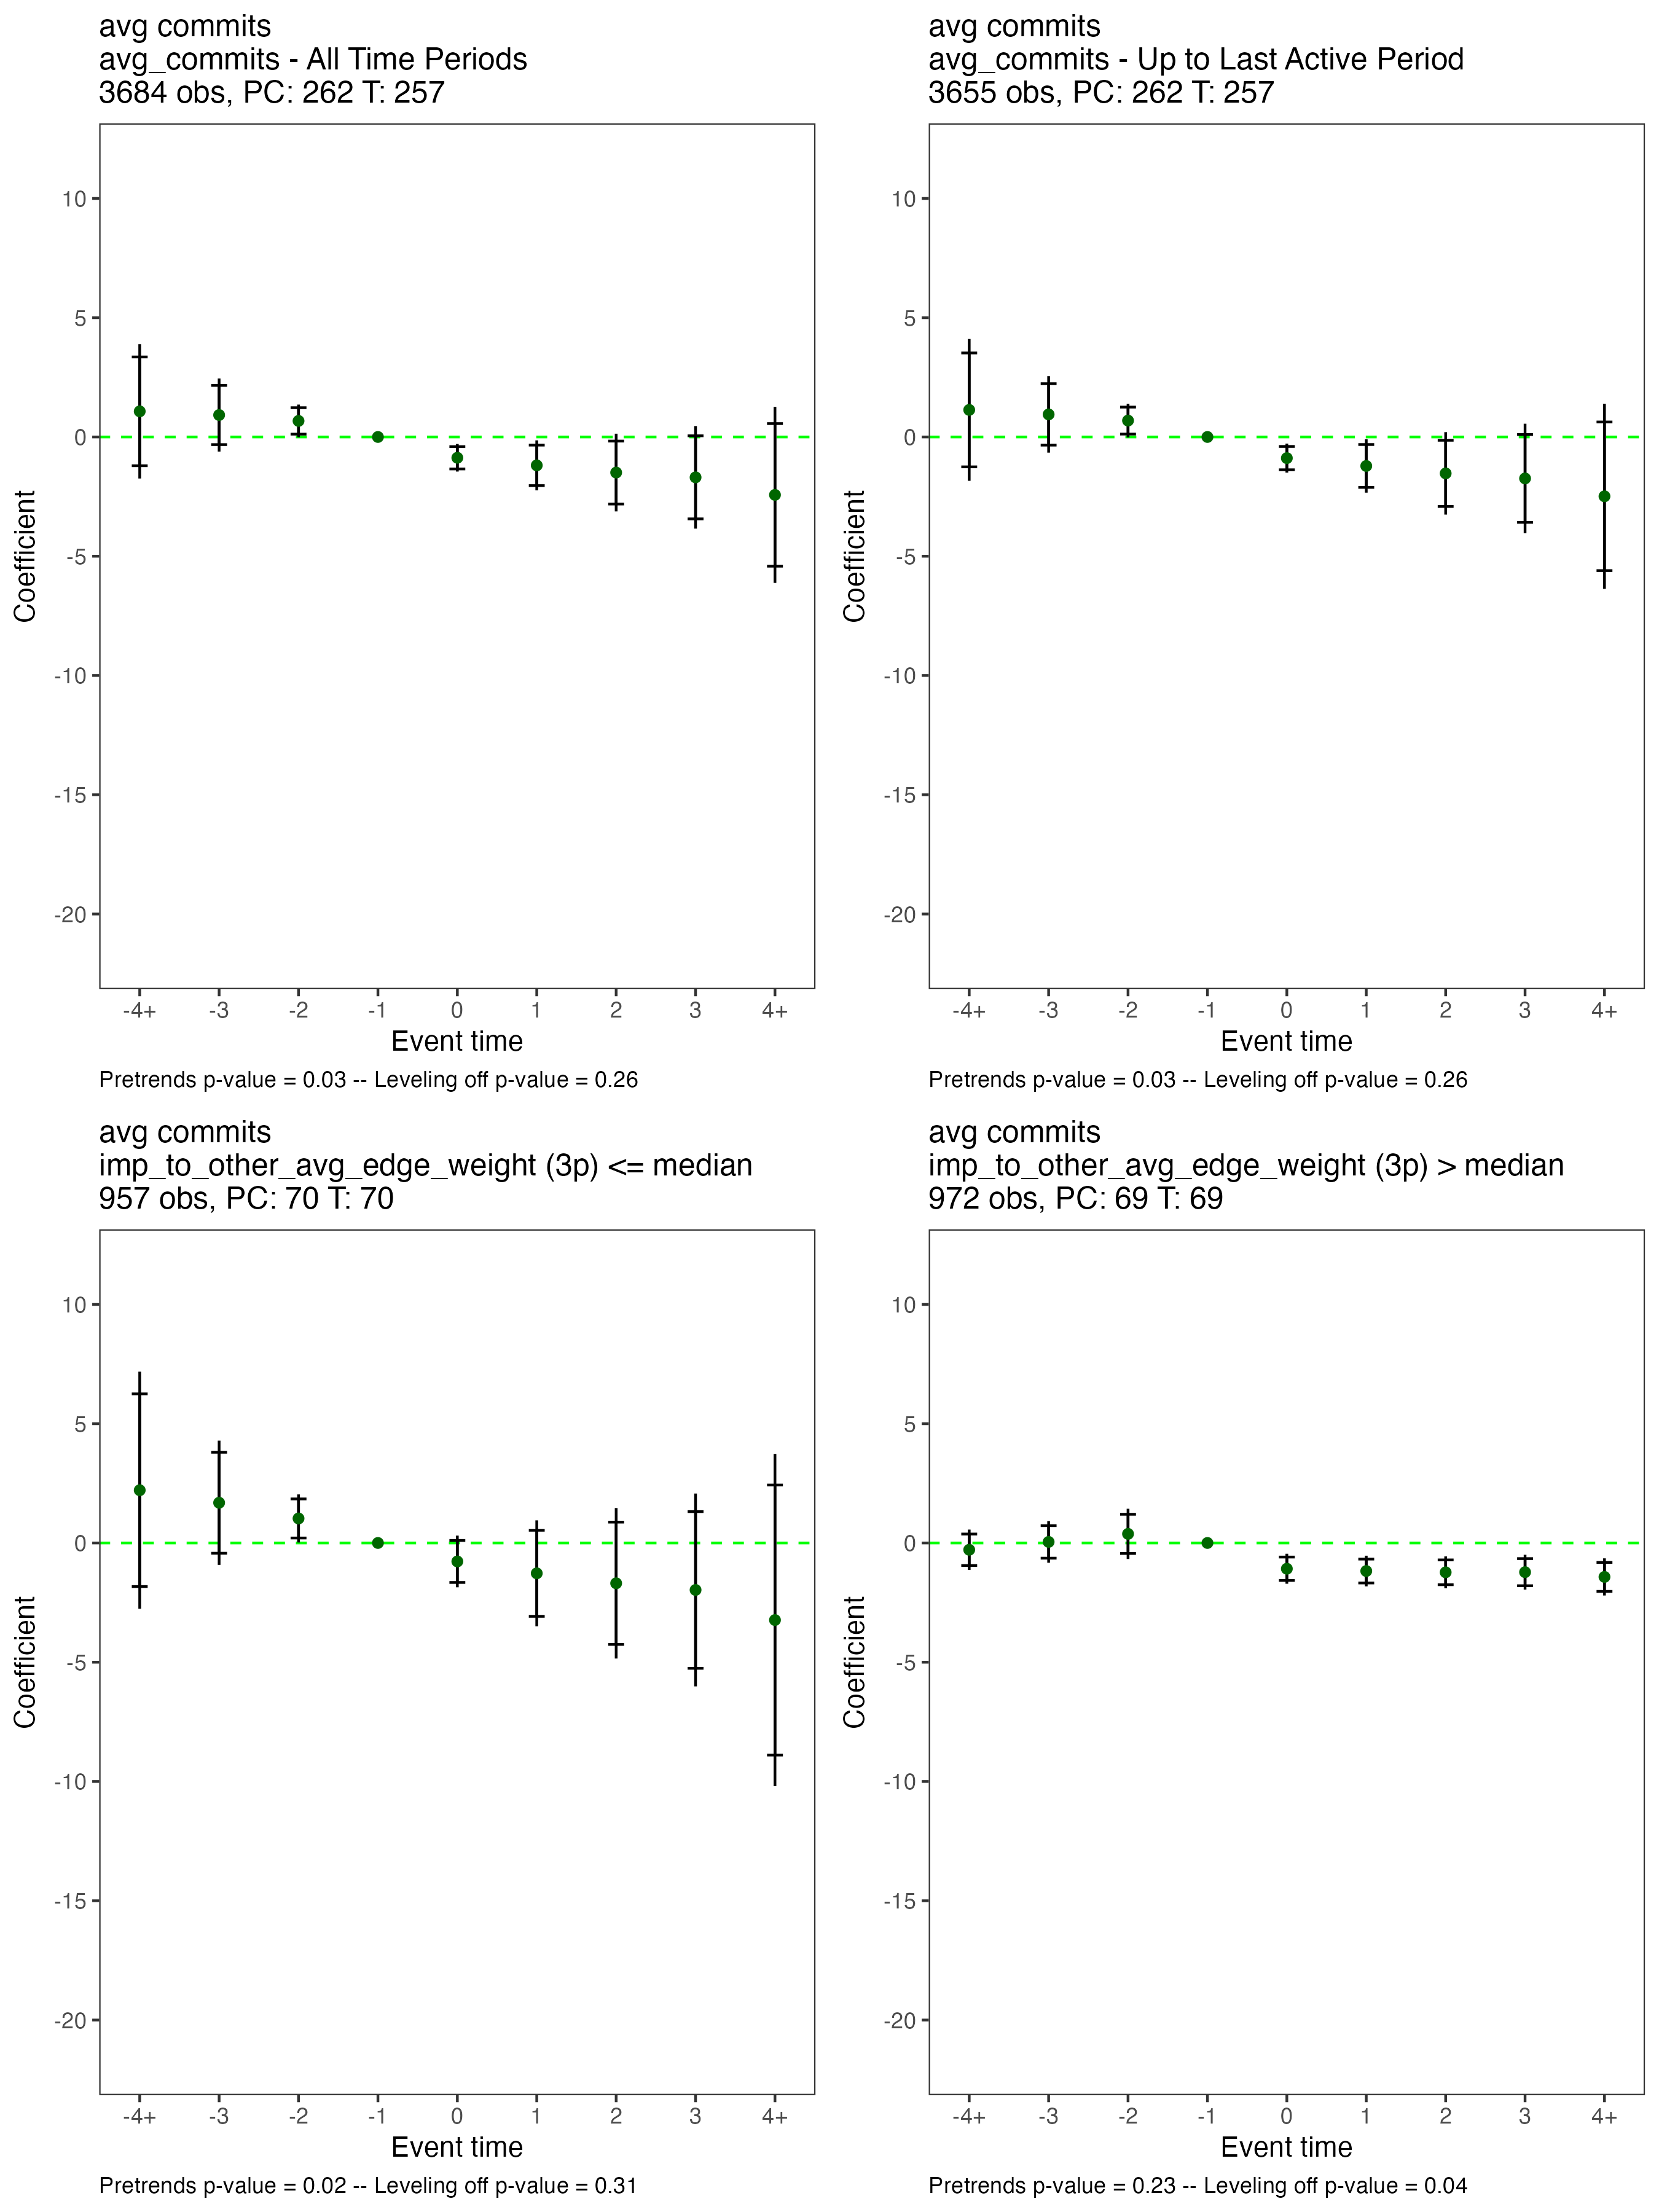 avg commits
avg_commits - All Time Periods
3684 obs, PC: 262 T: 257
10
5
0
-5
-10
-15
-20
Coefficient
-4+ -3 -2 -1 0 1 2 3 4+
Event time
Pretrends p-value = 0.03 -- Leveling off p-value = 0.26
avg commits
avg_commits - Up to Last Active Period
3655 obs, PC: 262 T: 257
10
5
0
-5
-10
-15
-20
Coefficient
-4+ -3 -2 -1 0 1 2 3 4+
Event time
Pretrends p-value = 0.03 -- Leveling off p-value = 0.26
avg commits
imp_to_other_avg_edge_weight (3p) <= median
957 obs, PC: 70 T: 70
10
5
0
-5
-10
-15
-20
Coefficient
-4+ -3 -2 -1 0 1 2 3 4+
Event time
Pretrends p-value = 0.02 -- Leveling off p-value = 0.31
avg commits
imp_to_other_avg_edge_weight (3p) > median
972 obs, PC: 69 T: 69
10
5
0
-5
-10
-15
-20
Coefficient
-4+ -3 -2 -1 0 1 2 3 4+
Event time
Pretrends p-value = 0.23 -- Leveling off p-value = 0.04